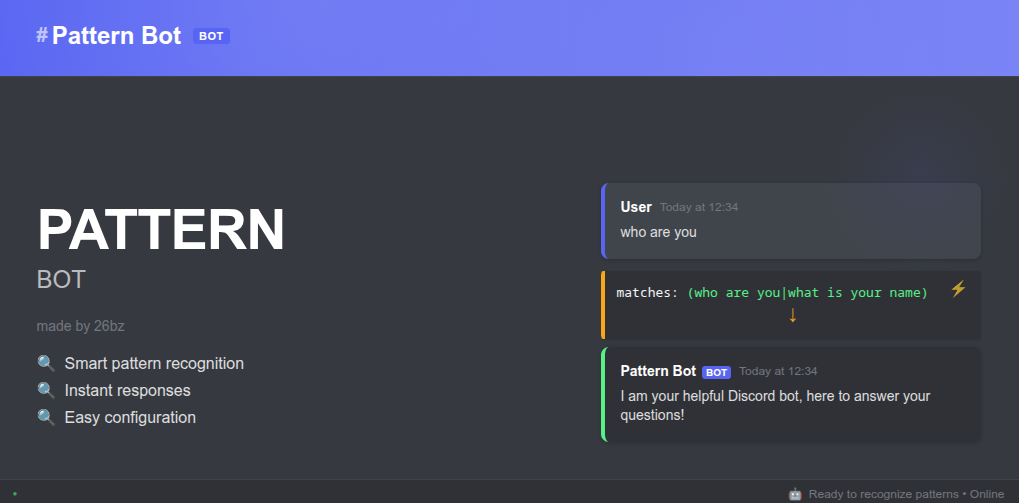 #Pattern Bot BOT
PATTERN
BOT
made by 26bz
Smart pattern recognition
Instant responses
Easy configuration
User Today at 12:34
who are you
matches: (who are you|what is your name)
↓
Pattern Bot BOT Today at 12:34
I am your helpful Discord bot, here to answer your
questions!
Ready to recognize patterns • Online